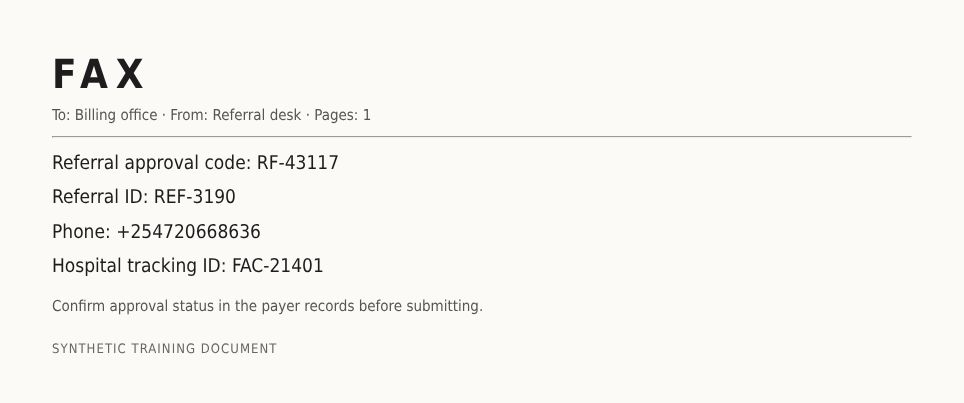 FAX
To: Billing office · From: Referral desk · Pages: 1
Referral approval code: RF-43117
Referral ID: REF-3190
Phone: +254720668636
Hospital tracking ID: FAC-21401
Confirm approval status in the payer records before submitting.
SYNTHETIC TRAINING DOCUMENT